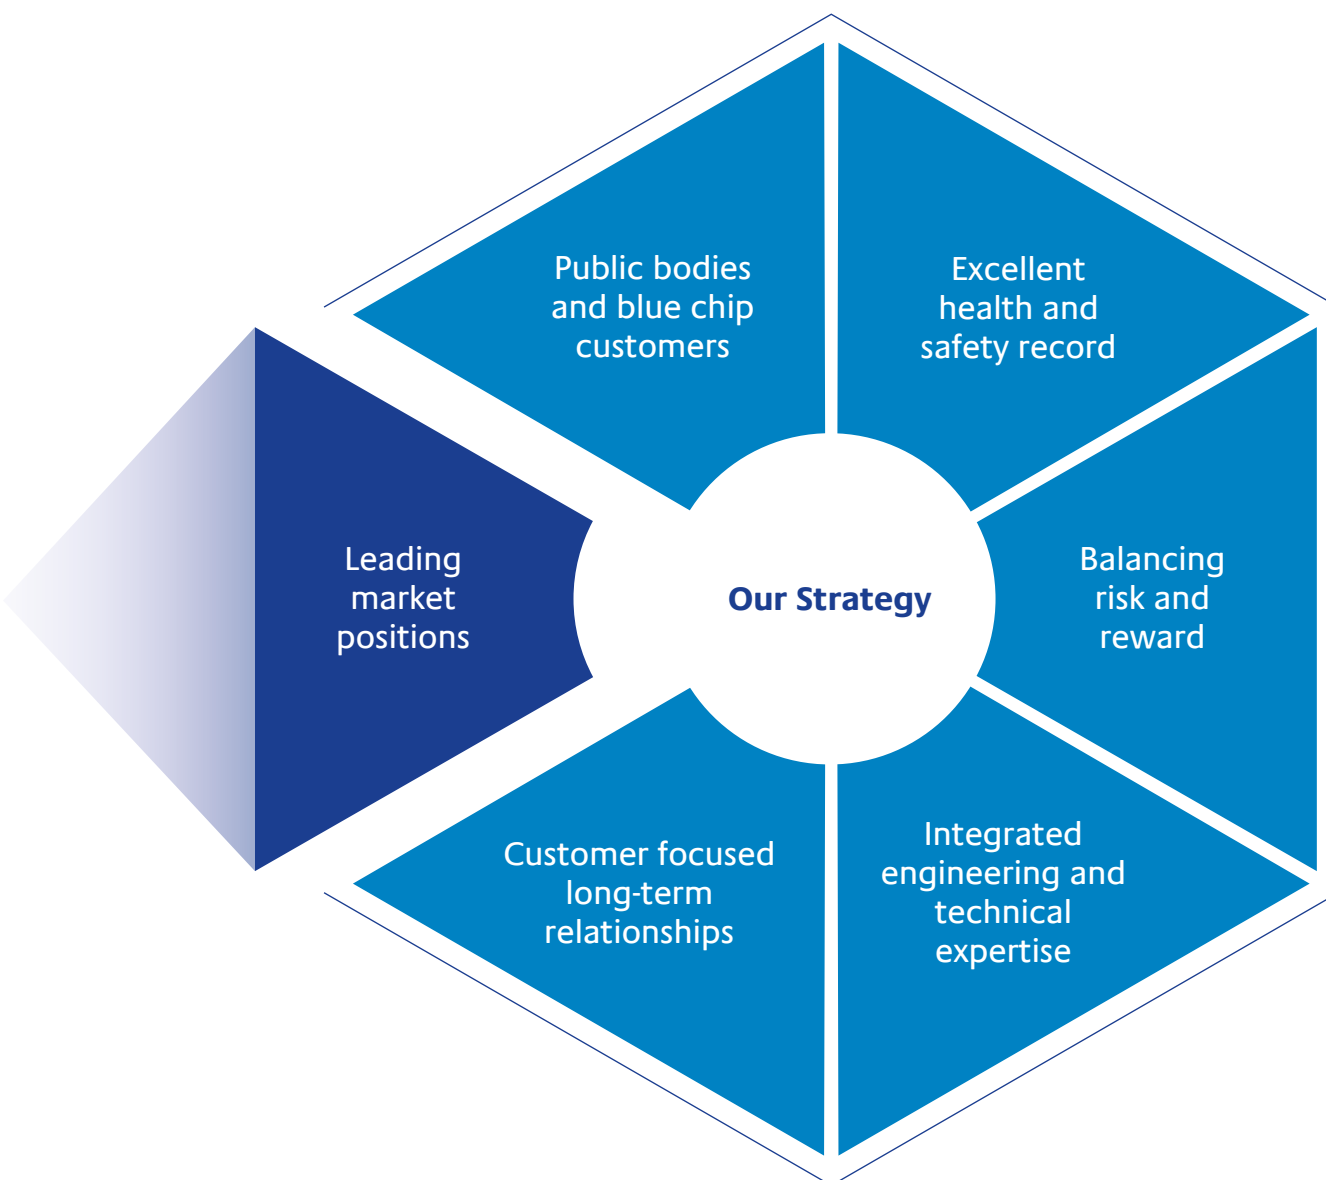 Public bodies
and blue chip
customers
Excellent
health and
safety record
Leading
market
positions
Our Strategy
Balancing
risk and
reward
Customer focused
long-term
relationships
Integrated
engineering and
technical
expertise